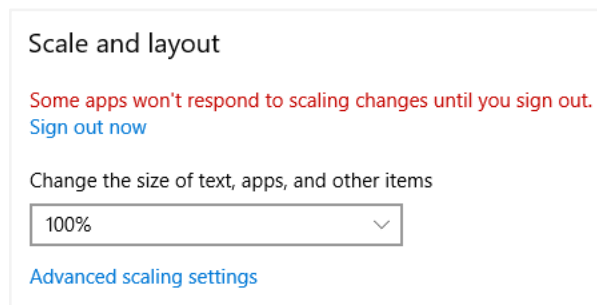 Scale and layout
Some apps won't respond to scaling changes until you sign out.
Sign out now
Change the size of text, apps, and other items
100%
Advanced scaling settings